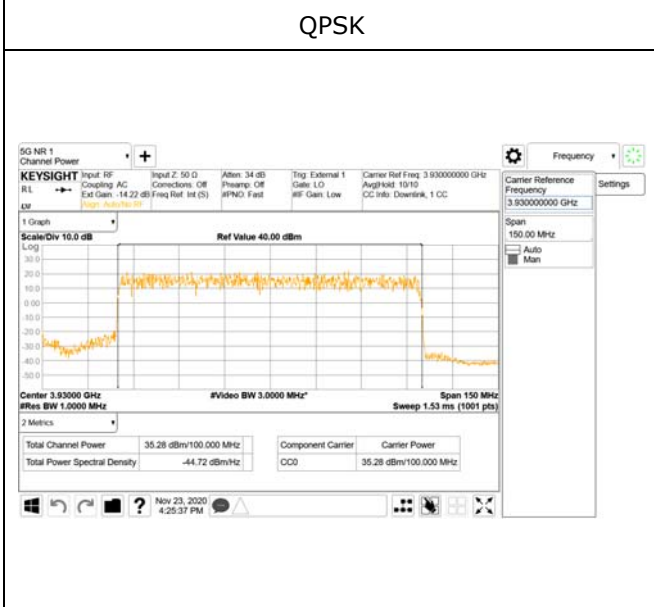 QPSK
5G NR 1
Channel Power
Frequency
KEYSIGHT
Input: RF
Coupling: AC
Ext Gain: -14.22 dB
Align: Auto/No RF
Input Z: 50 Ω
Corrections: Off
Freq Ref: Int (S)
Atten: 34 dB
Preamp: Off
#PNO: Fast
Trig: External 1
Gate: LO
#IF Gain: Low
Carrier Ref Freq: 3.930000000 GHz
Avg|Hold: 10/10
CC Info: Downlink, 1 CC
RL
Carrier Reference
Frequency
3.930000000 GHz
Settings
Span
150.00 MHz
Auto
Man
1 Graph
Scale/Div 10.0 dB
Ref Value 40.00 dBm
Log
30.0
20.0
10.0
0.00
-10.0
-20.0
-30.0
-40.0
-50.0
Center 3.93000 GHz
#Video BW 3.0000 MHz*
Span 150 MHz
#Res BW 1.0000 MHz
Sweep 1.53 ms (1001 pts)
2 Metrics
Total Channel Power 35.28 dBm/100.000 MHz
Total Power Spectral Density -44.72 dBm/Hz
Component Carrier Carrier Power
CC0 35.28 dBm/100.000 MHz
?
Nov 23, 2020
4:25:37 PM